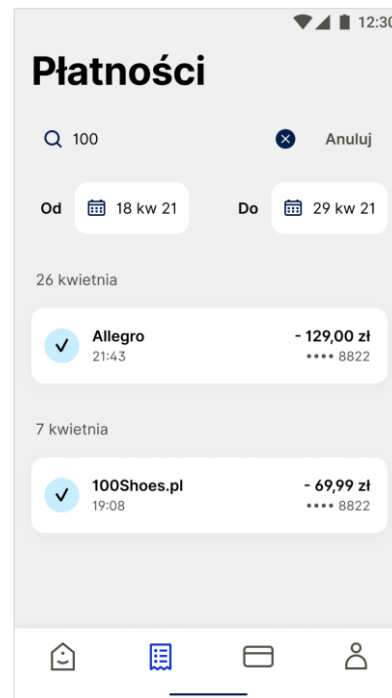 12:30
Płatności
100 Anuluj
Od 18 kw 21 Do 29 kw 21
26 kwietnia
Allegro - 129,00 zł
21:43 •••• 8822
7 kwietnia
100Shoes.pl - 69,99 zł
19:08 •••• 8822